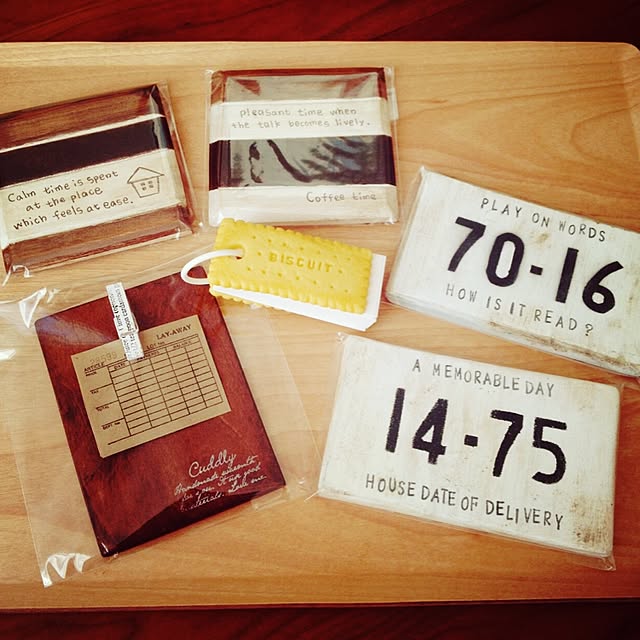 Calm time is spent
at the place
which feels at ease.
pleasant time when
the talk becomes lively.
Coffee time
BISCUIT
PLAY ON WORDS
70-16
HOW IS IT READ?
LAY-AWAY
ARTICLE
Cuddly
A MEMORABLE DAY
14-75
HOUSE DATE OF DELIVERY